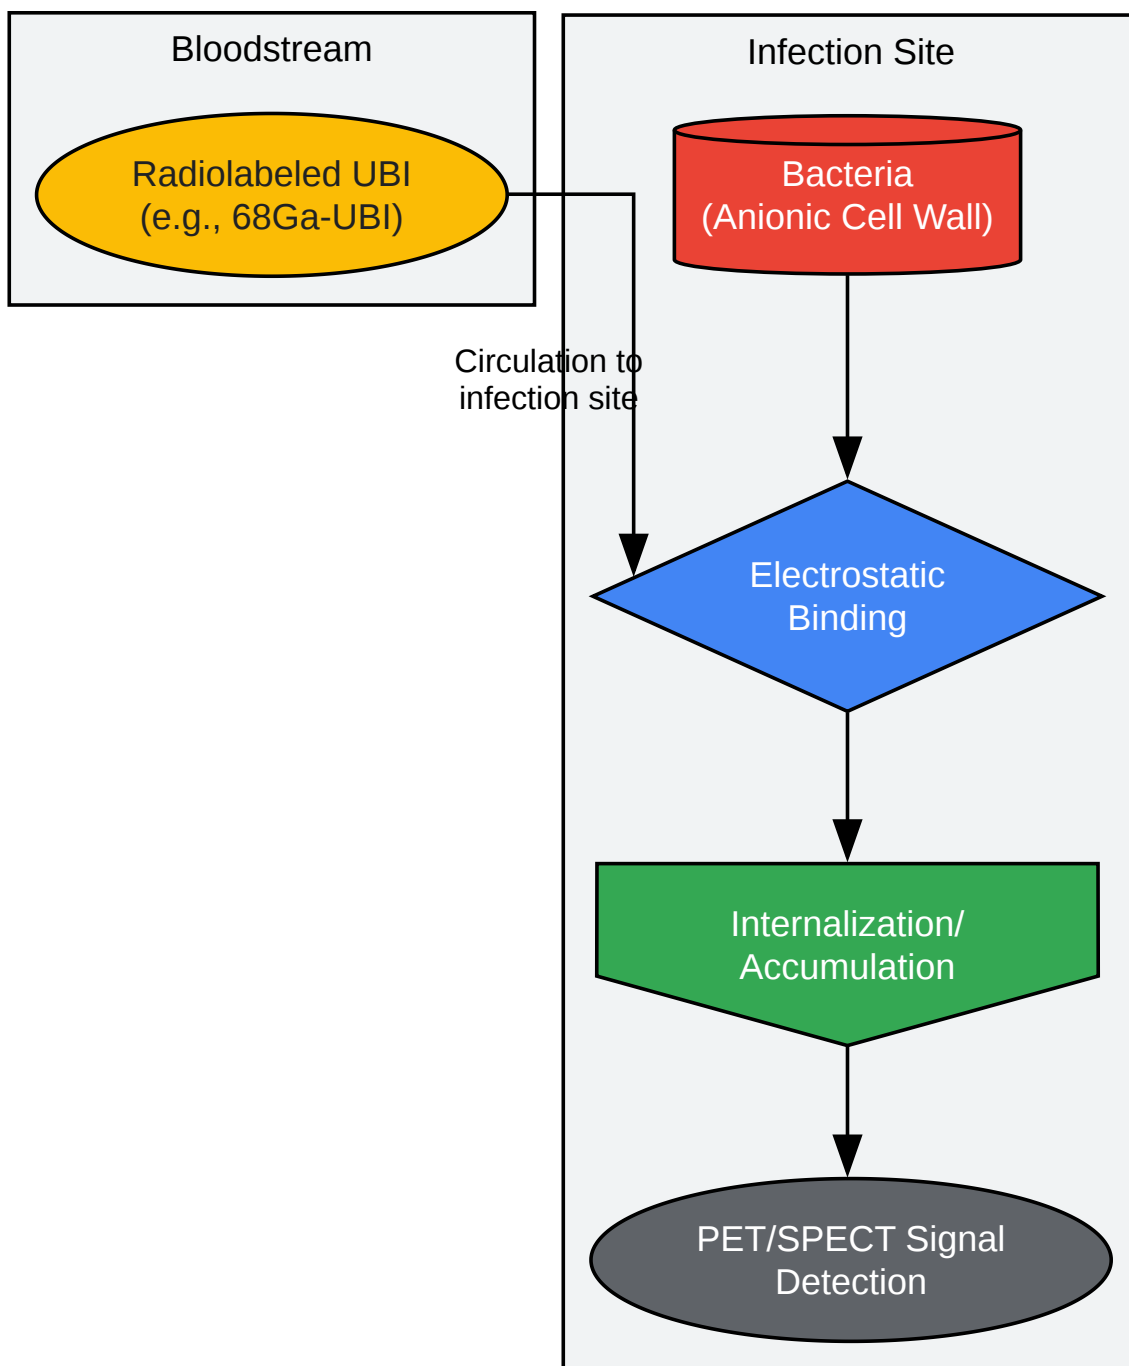 Bloodstream
Radiolabeled UBI
(e.g., 68Ga-UBI)
Circulation to
infection site
Infection Site
Bacteria
(Anionic Cell Wall)
Electrostatic
Binding
Internalization/
Accumulation
PET/SPECT Signal
Detection